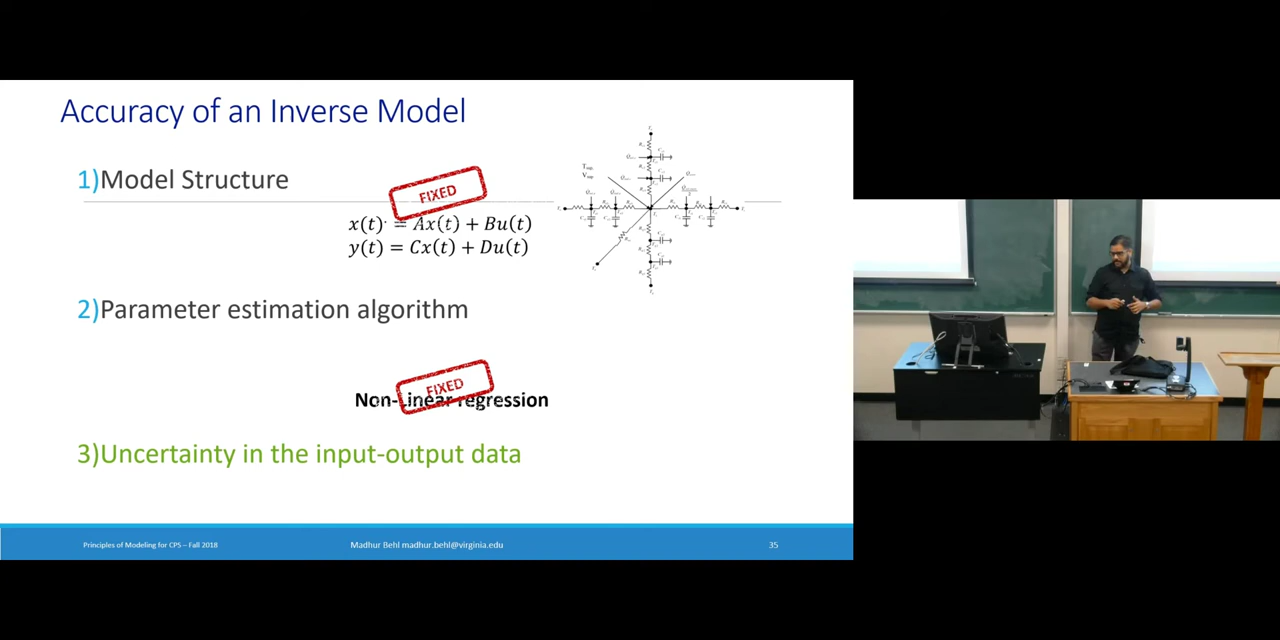 Accuracy of an Inverse Model
1)Model Structure
FIXED
x(t)˙ = Ax(t) + Bu(t)
y(t) = Cx(t) + Du(t)
2)Parameter estimation algorithm
FIXED
Non-Linear regression
3)Uncertainty in the input-output data
Principles of Modeling for CPS – Fall 2018
Madhur Behl madhur.behl@virginia.edu
35